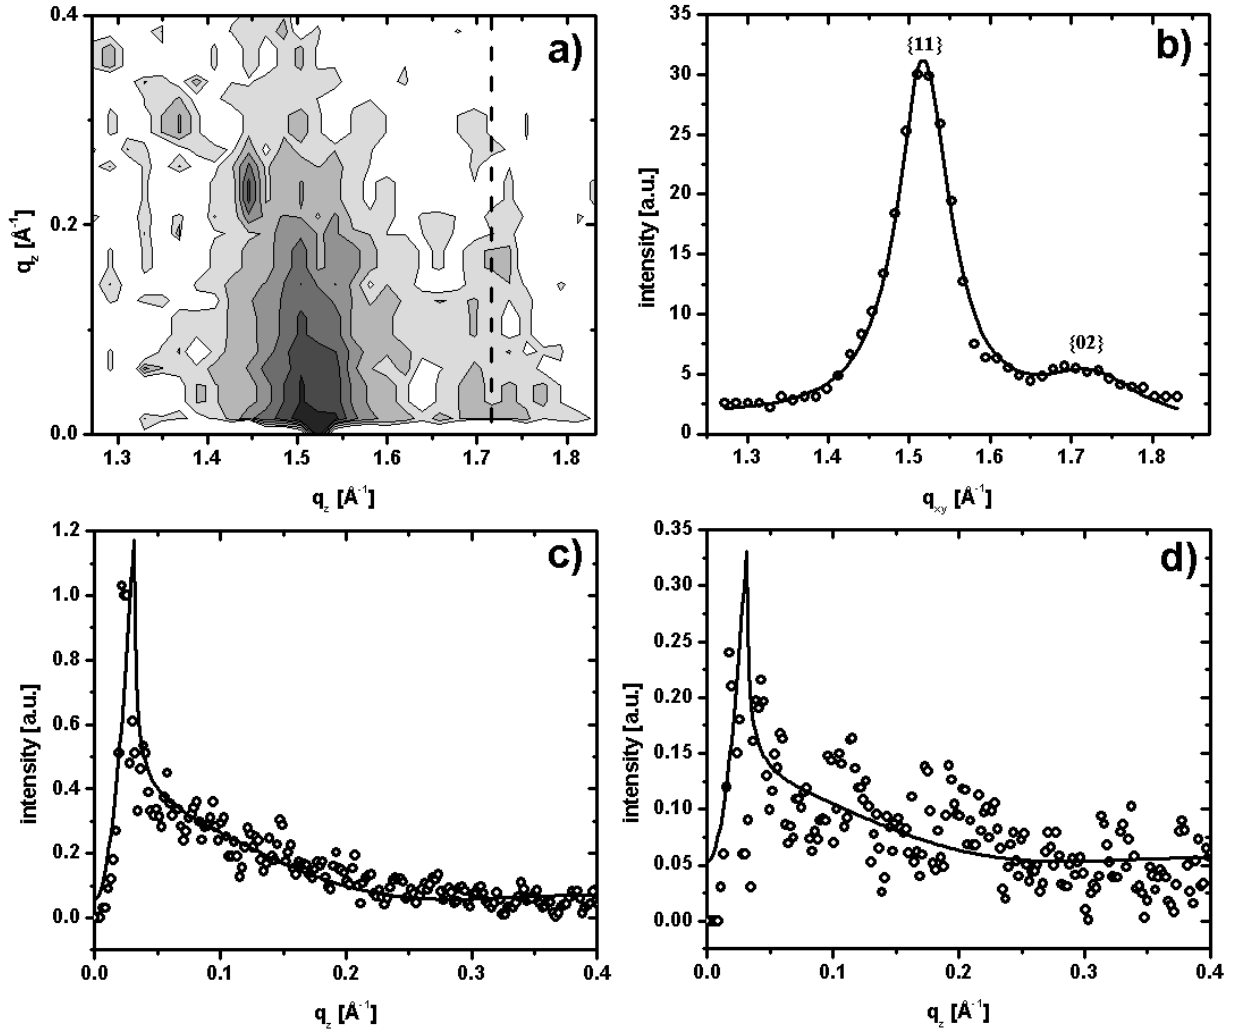 a)
0.4
0.2
0.0
q_z [Å⁻¹]
1.3 1.4 1.5 1.6 1.7 1.8
q_z [Å⁻¹]
b)
{11}
{02}
35
30
25
20
15
10
5
0
intensity [a.u.]
1.3 1.4 1.5 1.6 1.7 1.8
q_xy [Å⁻¹]
c)
1.2
1.0
0.8
0.6
0.4
0.2
0.0
intensity [a.u.]
0.0 0.1 0.2 0.3 0.4
q_z [Å⁻¹]
d)
0.35
0.30
0.25
0.20
0.15
0.10
0.05
0.00
intensity [a.u.]
0.0 0.1 0.2 0.3 0.4
q_z [Å⁻¹]